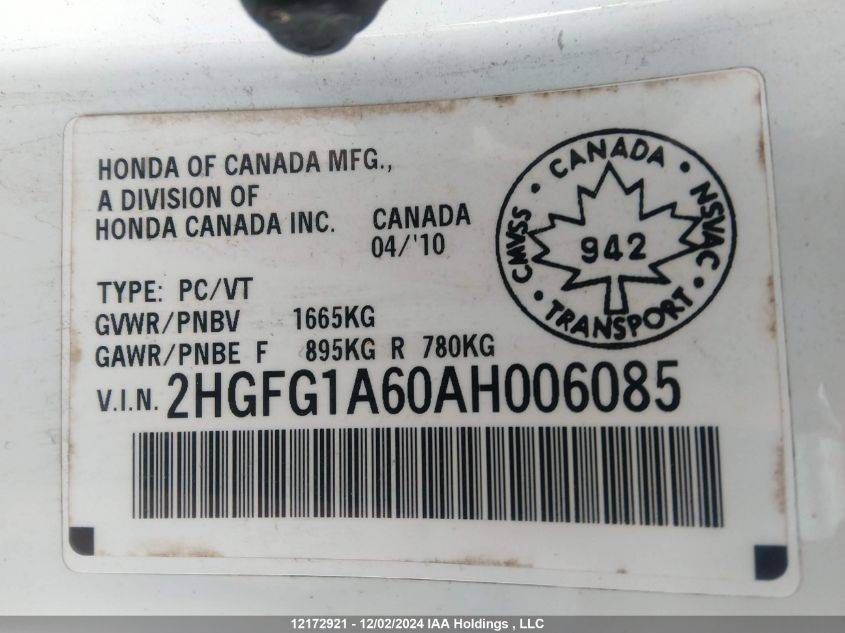 HONDA OF CANADA MFG.,
A DIVISION OF
HONDA CANADA INC. CANADA
04/'10
CANADA
CMVSS
942
NSVAC
TRANSPORT
TYPE: PC/VT
GVWR/PNBV 1665KG
GAWR/PNBE F 895KG R 780KG
V.I.N. 2HGFG1A60AH006085
12172921 - 12/02/2024 IAA Holdings , LLC